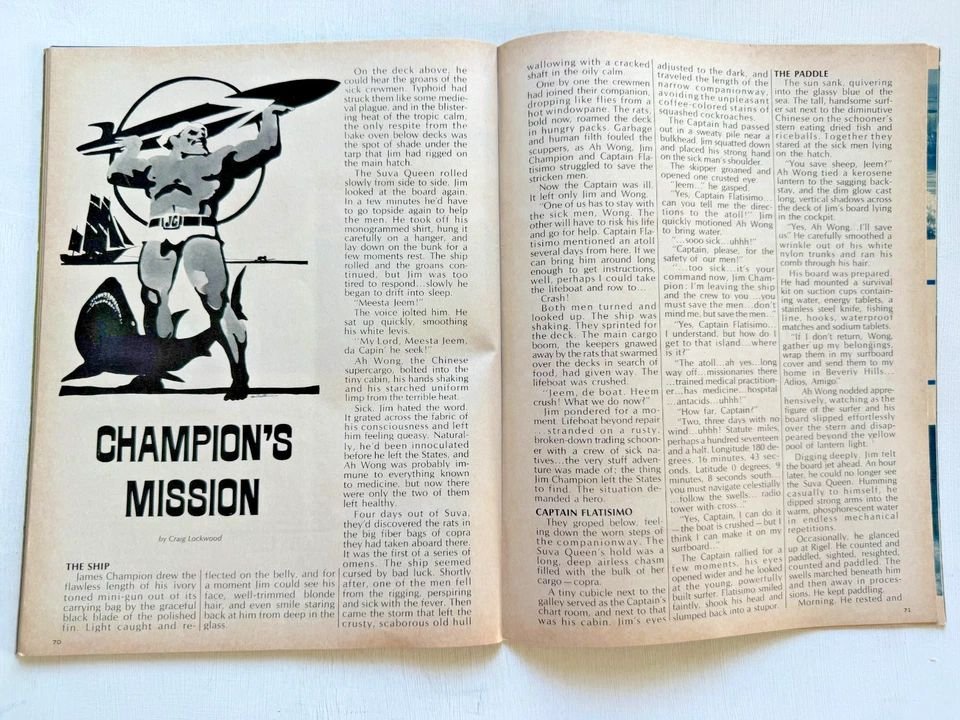 JC
CHAMPION'S
MISSION
by Craig Lockwood
THE SHIP
James Champion drew the
flawless length of his ivory
toned mini-gun out of its
carrying bag by the graceful
black blade of the polished
fin. Light caught and re-
flected on the belly, and for
a moment Jim could see his
face, well-trimmed blonde
hair, and even smile staring
back at him from deep in the
glass.
On the deck above, he
could hear the groans of the
sick crewmen. Typhoid had
struck them like some medie-
val plague, and in the blister-
ing heat of the tropic calm,
the only respite from the
bake oven below decks was
the spot of shade under the
tarp that Jim had rigged on
the main hatch.
The Suva Queen rolled
slowly from side to side. Jim
looked at the board again.
In a few minutes he'd have
to go topside again to help
the men. He took off his
monogrammed shirt, hung it
carefully on a hanger, and
lay down on the bunk for a
few moments rest. The ship
rolled and the groans con-
tinued, but Jim was too
tired to respond...slowly he
began to drift into sleep.
"Meesta Jeem!"
The voice jolted him. He
sat up quickly, smoothing
his white levis.
"My Lord, Meesta Jeem,
da Capin' he seek!"
Ah Wong, the Chinese
supercargo, bolted into the
tiny cabin, his hands shaking
and his starched uniform
limp from the terrible heat.
Sick. Jim hated the word.
It grated across the fabric of
his consciousness and left
him feeling queasy. Natural-
ly, he'd been innoculated
before he left the States, and
Ah Wong was probably im-
mune to everything known
to medicine, but now there
were only the two of them
left healthy.
Four days out of Suva,
they'd discovered the rats in
the big fiber bags of copra
they had taken aboard there.
It was the first of a series of
omens. The ship seemed
cursed by bad luck. Shortly
after, one of the men fell
from the rigging, perspiring
and sick with the fever. Then
came the storm that left the
crusty, scaborous old hull
70
wallowing with a cracked
shaft in the oily calm.
One by one the crewmen
had joined their companion,
dropping like flies from a
hot windowpane. The rats,
bold now, roamed the deck
in hungry packs. Garbage
and human filth fouled the
scuppers, as Ah Wong, Jim
Champion and Captain Fla-
tisimo struggled to save the
stricken men.
Now the Captain was ill.
It left only Jim and Wong.
"One of us has to stay with
the sick men, Wong. The
other will have to risk his life
and go for help. Captain Fla-
tisimo mentioned an atoll
several days from here. If we
can bring him around long
enough to get instructions,
well, perhaps I could take
the lifeboat and row to...
Crash!
Both men turned and
looked up. The ship was
shaking. They sprinted for
the deck. The main cargo
boom, the keepers gnawed
away by the rats that swarmed
over the decks in search of
food, had given way. The
lifeboat was crushed.
"Jeem, de boat. Heem
crush! What we do now?"
Jim pondered for a mo-
ment. Lifeboat beyond repair
...stranded on a rusty,
broken-down trading schoon-
er with a crew of sick na-
tives...the very stuff adven-
ture was made of; the thing
Jim Champion left the States
to find. The situation de-
manded a hero.
CAPTAIN FLATISIMO
They groped below, feel-
ing down the worn steps of
the companionway. The
Suva Queen's hold was a
long, deep airless chasm
filled with the bulk of her
cargo — copra.
A tiny cubicle next to the
galley served as the Captain's
chart room, and next to that
was his cabin. Jim's eyes
adjusted to the dark, and
traveled the length of the
narrow companionway,
avoiding the unpleasant
coffee-colored stains of
squashed cockroaches.
The Captain had passed
out in a sweaty pile near a
bulkhead. Jim squatted down
and placed his strong hand
on the sick man's shoulder.
The skipper groaned and
opened one crusted eye
"Jeem..." he gasped.
"Yes, Captain Flatisimo...
can you tell me the direc-
tions to the atoll!" Jim
quickly motioned Ah Wong
to bring water.
"...sooo sick...uhhh!"
"Captain, please, for the
safety of our men!"
"...too sick...it's your
command now, Jim Cham-
pion: I'm leaving the ship
and the crew to you ...you
must save the men...don't
mind me, but save the men..."
"Yes, Captain Flatisimo...
I understand, but how do I
get to that island...where
is it?"
"The atoll...ah yes...long
way off...missionaries there
...trained medical practition-
er...has medicine...hospital
...antacids...uhhh!"
"How far, Captain?"
"Two, three days with no
wind...uhhh! Statute miles,
perhaps a hundred seventeen
and a half. Longitude 180 de-
grees, 16 minutes, 43 sec-
onds. Latitude 0 degrees, 9
minutes, 8 seconds south...
you must navigate celestially
...follow the swells... radio
tower with cross..."
"Yes, Captain, I can do it
— the boat is crushed — but I
think I can make it on my
surfboard..."
The Captain rallied for a
few moments, his eyes
opened wider and he looked
at the young, powerfully
built surfer. Flatisimo smiled
faintly, shook his head and
slumped back into a stupor.
THE PADDLE
The sun sank, quivering
into the glassy blue of the
sea. The tall, handsome surf-
er sat next to the diminutive
Chinese on the schooner's
stern eating dried fish and
riceballs. Together they
stared at the sick men lying
on the hatch.
"You save sheep, Jeem?"
Ah Wong tied a kerosene
lantern to the sagging back-
stay, and the dim glow cast
long, vertical shadows across
the deck of Jim's board lying
in the cockpit.
"Yes, Ah Wong...I'll save
us." He carefully smoothed a
wrinkle out of his white
nylon trunks and ran his
comb through his hair.
His board was prepared.
He had mounted a survival
kit on suction cups contain-
ing water, energy tablets, a
stainless steel knife, fishing
line, hooks, waterproof
matches and sodium tablets.
"If I don't return, Wong,
gather up my belongings,
wrap them in my surfboard
cover and send them to my
home in Beverly Hills...
Adios, Amigo."
Ah Wong nodded appre-
hensively, watching as the
figure of the surfer and his
board slipped effortlessly
over the stern and disap-
peared beyond the yellow
pool of lantern light.
Digging deeply, Jim felt
the board jet ahead. An hour
later, he could no longer see
the Suva Queen. Humming
casually to himself, he
dipped strong arms into the
warm, phosphorescent water
in endless mechanical
repetitions.
Occasionally, he glanced
up at Rigel. He counted and
paddled, sighted, resighted,
counted and paddled. The
swells marched beneath him
and then away in proces-
sions. He kept paddling.
Morning. He rested and
71